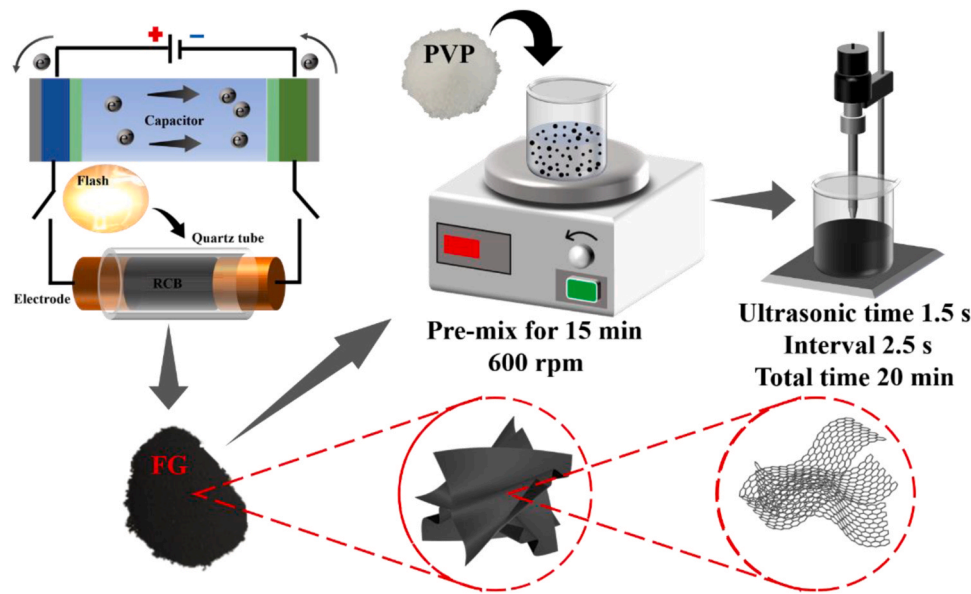 + −
e⁻ e⁻
e⁻ e⁻
e⁻
Capacitor
e⁻ e⁻
Flash
Quartz tube
RCB
Electrode
PVP
Pre-mix for 15 min
600 rpm
Ultrasonic time 1.5 s
Interval 2.5 s
Total time 20 min
FG